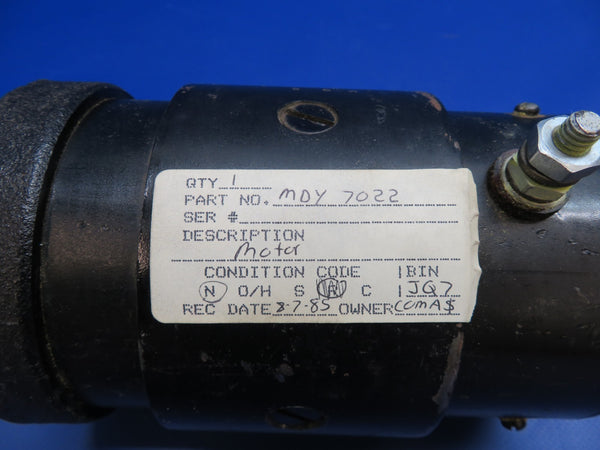 QTY 1
PART NO. MDY 7022
SER #
DESCRIPTION
Motor
CONDITION CODE | BIN
N O/H S R C | JQ7
REC DATE 8-7-85 OWNER COMA$